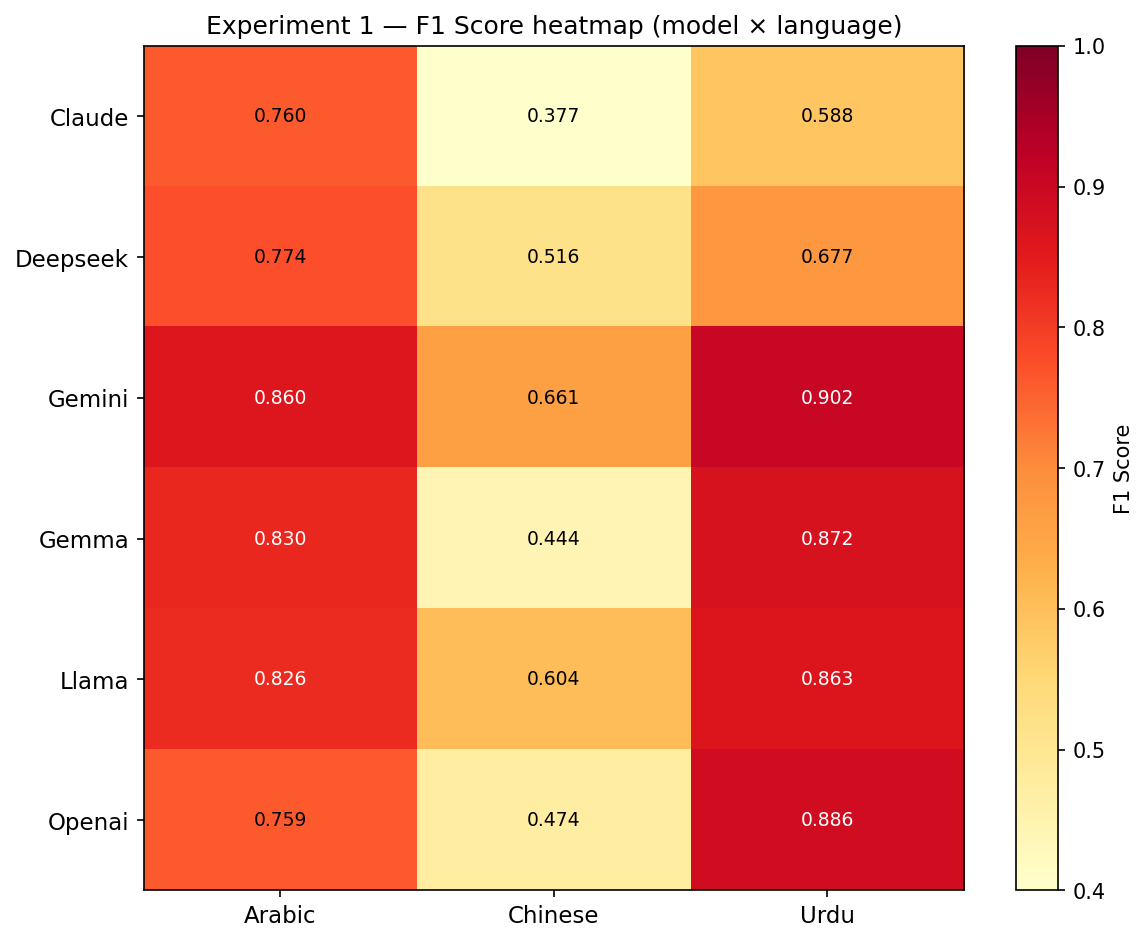 Experiment 1 — F1 Score heatmap (model × language)
Claude 0.760 0.377 0.588
Deepseek 0.774 0.516 0.677
Gemini 0.860 0.661 0.902
Gemma 0.830 0.444 0.872
Llama 0.826 0.604 0.863
Openai 0.759 0.474 0.886
Arabic Chinese Urdu
1.0
0.9
0.8
0.7
0.6
0.5
0.4
F1 Score